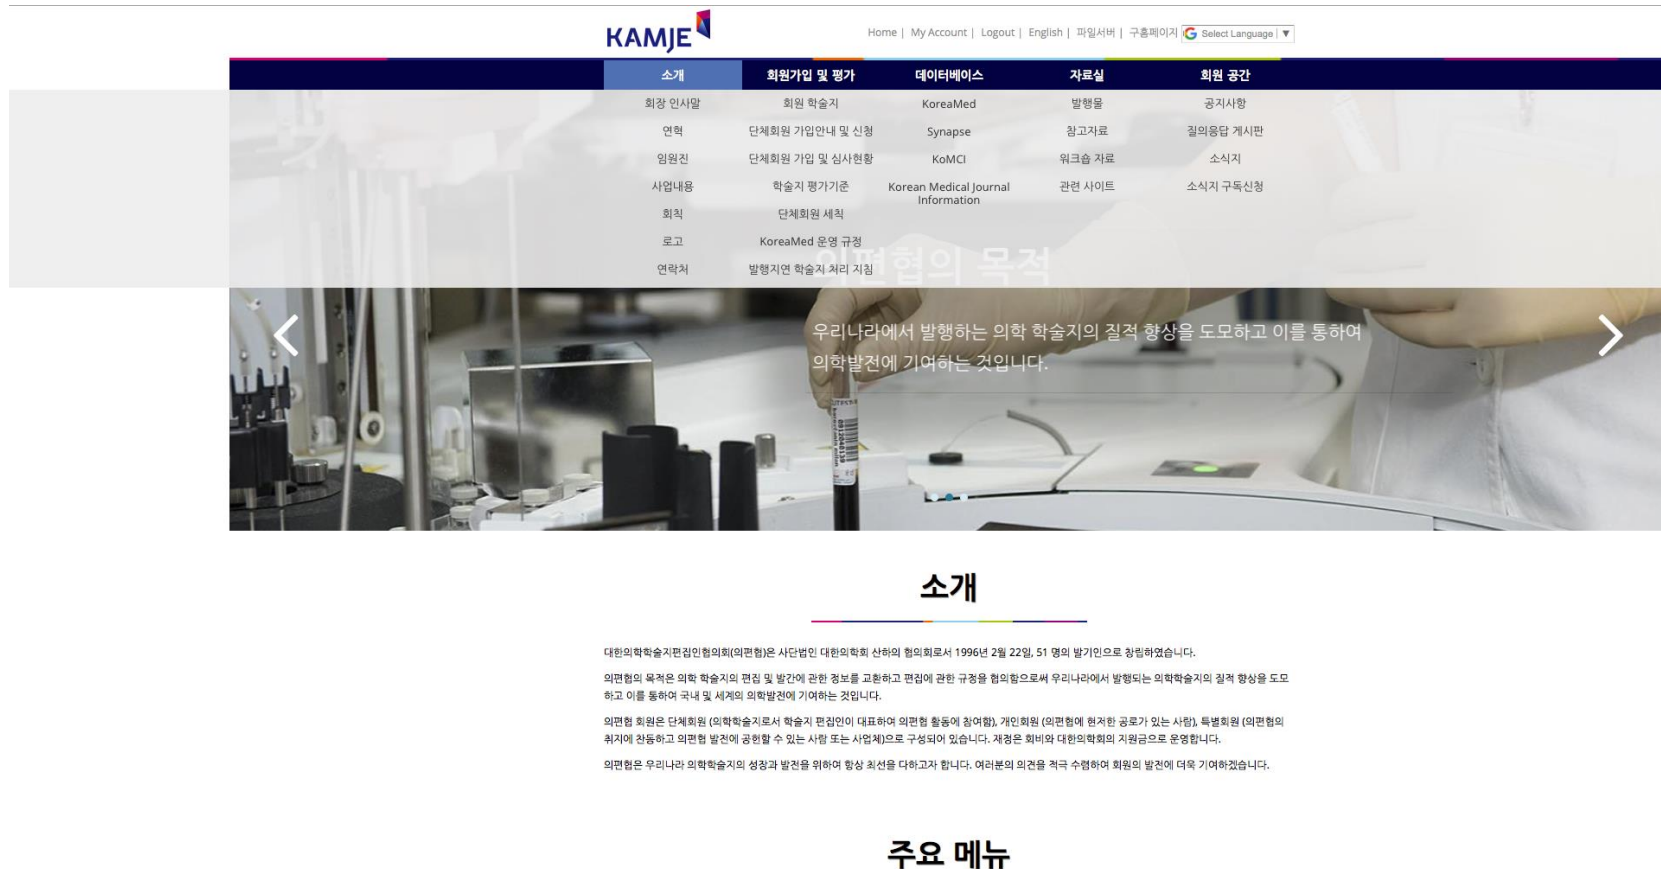 KAMJE
Home | My Account | Logout | English | 파일서버 | 구홈페이지 G Select Language ▼
소개 회원가입 및 평가 데이터베이스 자료실 회원 공간
회장 인사말 회원 학술지 KoreaMed 발행물 공지사항
연혁 단체회원 가입안내 및 신청 Synapse 참고자료 질의응답 게시판
임원진 단체회원 가입 및 심사현황 KoMCI 워크숍 자료 소식지
사업내용 학술지 평가기준 Korean Medical Journal 관련 사이트 소식지 구독신청
Information
회칙 단체회원 세칙
로고 KoreaMed 운영 규정
연락처 발행지연 학술지 처리 지침
의편협의 목적
우리나라에서 발행하는 의학 학술지의 질적 향상을 도모하고 이를 통하여
의학발전에 기여하는 것입니다.
소개
대한의학학술지편집인협의회(의편협)은 사단법인 대한의학회 산하의 협의회로서 1996년 2월 22일, 51 명의 발기인으로 창립하였습니다.
의편협의 목적은 의학 학술지의 편집 및 발간에 관한 정보를 교환하고 편집에 관한 규정을 협의함으로써 우리나라에서 발행되는 의학학술지의 질적 향상을 도모
하고 이를 통하여 국내 및 세계의 의학발전에 기여하는 것입니다.
의편협 회원은 단체회원 (의학학술지로서 학술지 편집인이 대표하여 의편협 활동에 참여함), 개인회원 (의편협에 현저한 공로가 있는 사람), 특별회원 (의편협의
취지에 찬동하고 의편협 발전에 공헌할 수 있는 사람 또는 사업체)으로 구성되어 있습니다. 재정은 회비와 대한의학회의 지원금으로 운영합니다.
의편협은 우리나라 의학학술지의 성장과 발전을 위하여 항상 최선을 다하고자 합니다. 여러분의 의견을 적극 수렴하여 회원의 발전에 더욱 기여하겠습니다.
주요 메뉴